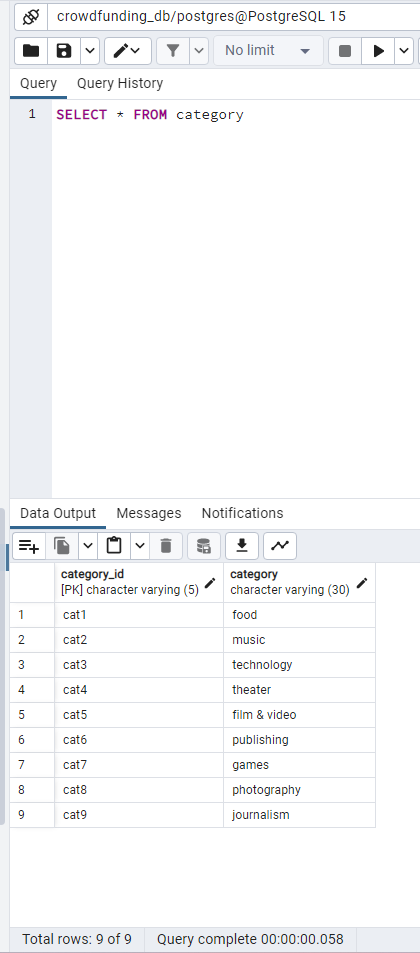 crowdfunding_db/postgres@PostgreSQL 15
No limit
Query Query History
1 SELECT * FROM category
Data Output Messages Notifications
category_id category
[PK] character varying (5) character varying (30)
1 cat1 food
2 cat2 music
3 cat3 technology
4 cat4 theater
5 cat5 film & video
6 cat6 publishing
7 cat7 games
8 cat8 photography
9 cat9 journalism
Total rows: 9 of 9 Query complete 00:00:00.058